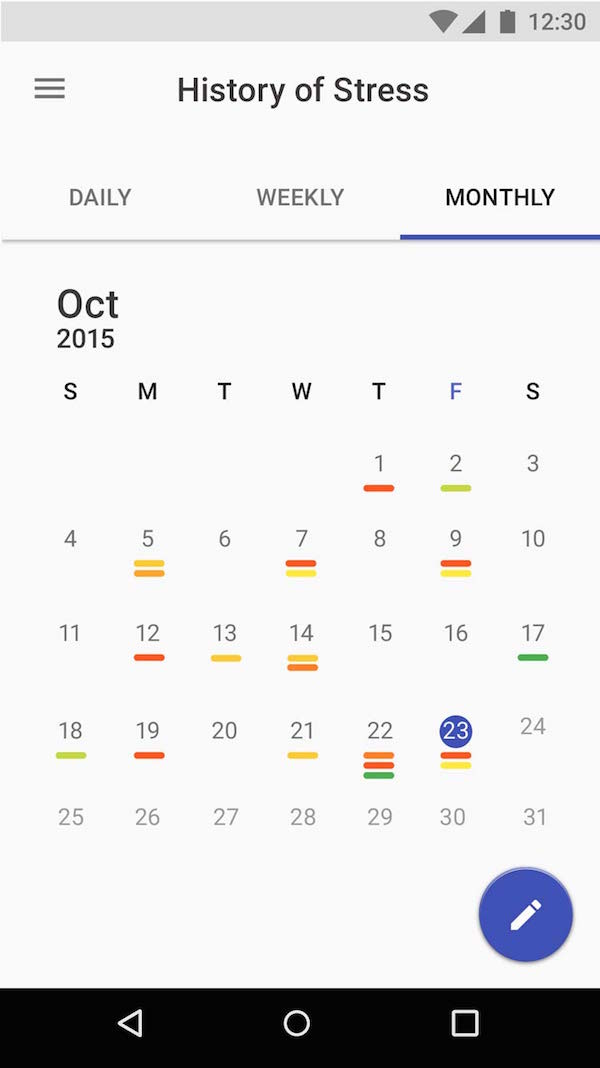 12:30
History of Stress
DAILY WEEKLY MONTHLY
Oct
2015
S M T W T F S
1 2 3
4 5 6 7 8 9 10
11 12 13 14 15 16 17
18 19 20 21 22 23 24
25 26 27 28 29 30 31